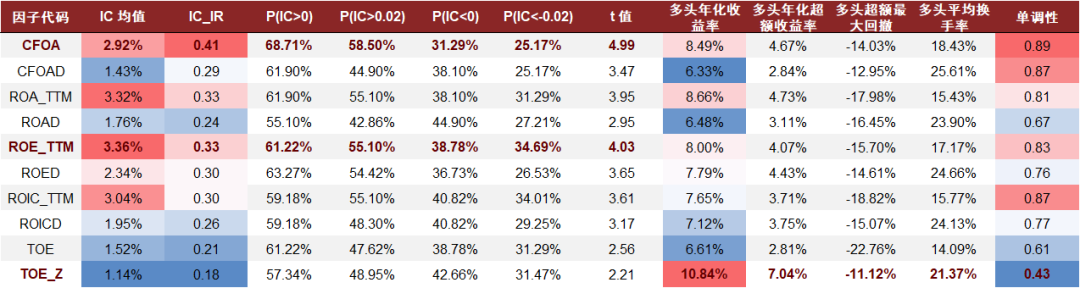 因子代码 IC 均值 IC_IR P(IC>0) P(IC>0.02) P(IC<0) P(IC<-0.02) t 值 多头年化收益率 多头年化超额收益率 多头超额最大回撤 多头平均换手率 单调性
CFOA 2.92% 0.41 68.71% 58.50% 31.29% 25.17% 4.99 8.49% 4.67% -14.03% 18.43% 0.89
CFOAD 1.43% 0.29 61.90% 44.90% 38.10% 25.17% 3.47 6.33% 2.84% -12.95% 25.61% 0.87
ROA_TTM 3.32% 0.33 61.90% 55.10% 38.10% 31.29% 3.95 8.66% 4.73% -17.98% 15.43% 0.81
ROAD 1.76% 0.24 55.10% 42.86% 44.90% 27.21% 2.95 6.48% 3.11% -16.45% 23.90% 0.67
ROE_TTM 3.36% 0.33 61.22% 55.10% 38.78% 34.69% 4.03 8.00% 4.07% -15.70% 17.17% 0.83
ROED 2.34% 0.30 63.27% 54.42% 36.73% 26.53% 3.65 7.79% 4.43% -14.61% 24.66% 0.76
ROIC_TTM 3.04% 0.30 59.18% 55.10% 40.82% 34.01% 3.61 7.65% 3.71% -18.82% 15.77% 0.87
ROICD 1.95% 0.26 59.18% 48.30% 40.82% 29.25% 3.17 7.12% 3.75% -15.07% 24.13% 0.77
TOE 1.52% 0.21 61.22% 47.62% 38.78% 31.29% 2.56 6.61% 2.81% -22.76% 14.09% 0.61
TOE_Z 1.14% 0.18 57.34% 48.95% 42.66% 31.47% 2.21 10.84% 7.04% -11.12% 21.37% 0.43